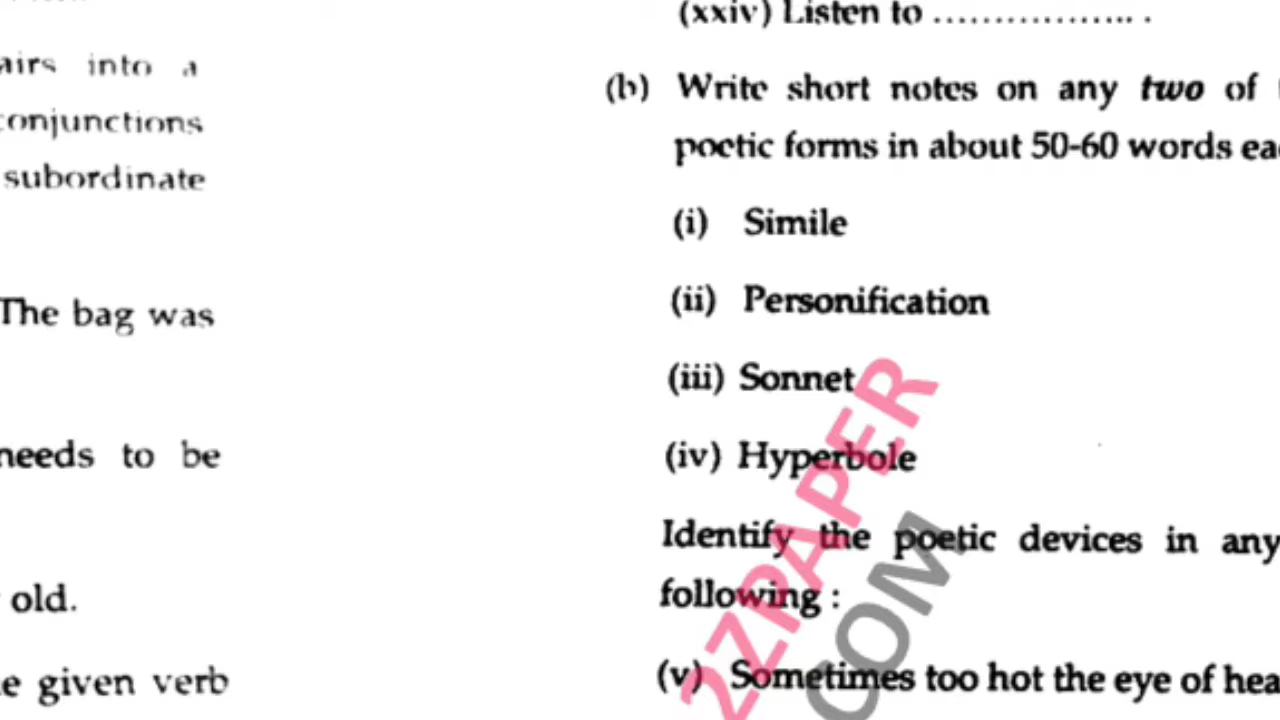 airs into a
conjunctions
subordinate
The bag was
needs to be
old.
given verb
(xxiv) Listen to .................. .
(b) Write short notes on any two of
poetic forms in about 50-60 words
(i) Simile
(ii) Personification
(iii) Sonnet
(iv) Hyperbole
Identify the poetic devices in any
following :
(v) Sometimes too hot the eye of
2ZPAPER
COM